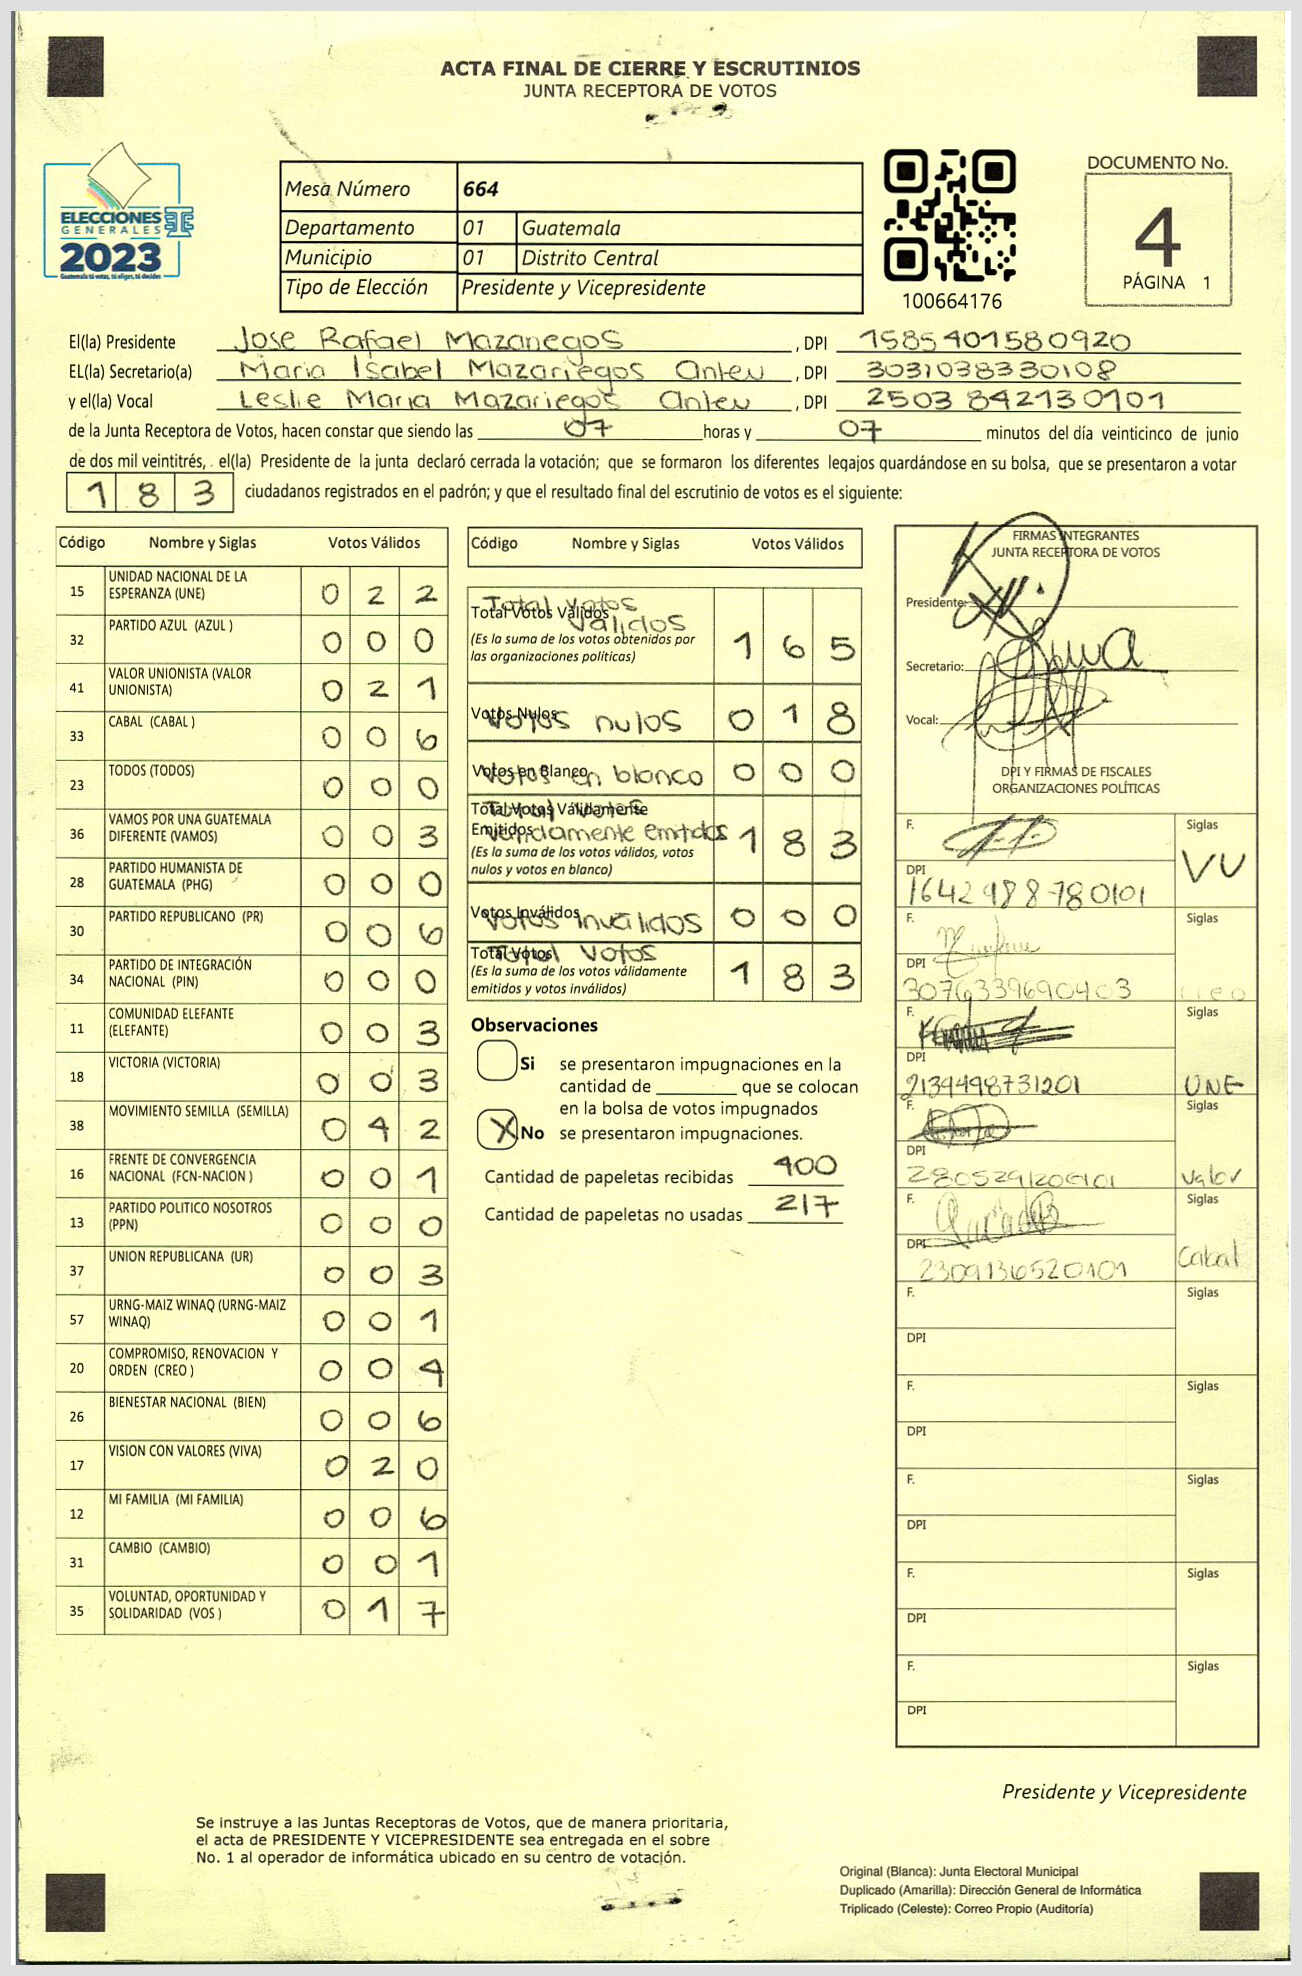 ACTA FINAL DE CIERRE Y ESCRUTINIOS
JUNTA RECEPTORA DE VOTOS
ELECCIONES
GENERALES
2023
Guatemala tú votas, tú eliges, tú decides
Mesa Número 664
Departamento 01 Guatemala
Municipio 01 Distrito Central
Tipo de Elección Presidente y Vicepresidente
100664176
DOCUMENTO No.
4
PÁGINA 1
El(la) Presidente Jose Rafael Mazariegos, DPI 1585401580920
EL(la) Secretario(a) Maria Isabel Mazariegos Anleu, DPI 3031038330108
y el(la) Vocal Leslie Maria Mazariegos Anleu, DPI 2503 842130101
de la Junta Receptora de Votos, hacen constar que siendo las 07 horas y 07 minutos del día veinticinco de junio
de dos mil veintitrés, el(la) Presidente de la junta declaró cerrada la votación; que se formaron los diferentes legajos quardándose en su bolsa, que se presentaron a votar
183 ciudadanos registrados en el padrón; y que el resultado final del escrutinio de votos es el siguiente:
Código Nombre y Siglas Votos Válidos
15 UNIDAD NACIONAL DE LA ESPERANZA (UNE) 0 2 2
32 PARTIDO AZUL (AZUL ) 0 0 0
41 VALOR UNIONISTA (VALOR UNIONISTA) 0 2 1
33 CABAL (CABAL ) 0 0 6
23 TODOS (TODOS) 0 0 0
36 VAMOS POR UNA GUATEMALA DIFERENTE (VAMOS) 0 0 3
28 PARTIDO HUMANISTA DE GUATEMALA (PHG) 0 0 0
30 PARTIDO REPUBLICANO (PR) 0 0 6
34 PARTIDO DE INTEGRACIÓN NACIONAL (PIN) 0 0 0
11 COMUNIDAD ELEFANTE (ELEFANTE) 0 0 3
18 VICTORIA (VICTORIA) 0 0 3
38 MOVIMIENTO SEMILLA (SEMILLA) 0 4 2
16 FRENTE DE CONVERGENCIA NACIONAL (FCN-NACION ) 0 0 1
13 PARTIDO POLITICO NOSOTROS (PPN) 0 0 0
37 UNION REPUBLICANA (UR) 0 0 3
57 URNG-MAIZ WINAQ (URNG-MAIZ WINAQ) 0 0 1
20 COMPROMISO, RENOVACION Y ORDEN (CREO ) 0 0 4
26 BIENESTAR NACIONAL (BIEN) 0 0 6
17 VISION CON VALORES (VIVA) 0 2 0
12 MI FAMILIA (MI FAMILIA) 0 0 6
31 CAMBIO (CAMBIO) 0 0 1
35 VOLUNTAD, OPORTUNIDAD Y SOLIDARIDAD (VOS ) 0 1 7
Código Nombre y Siglas Votos Válidos
Total Votos Válidos
Total Votos Validos
(Es la suma de los votos obtenidos por las organizaciones políticas) 1 6 5
Votos Nulos
Votos nulos 0 1 8
Votos en Blanco
Votos en blanco 0 0 0
Total Votos Válidamente Emitidos
Total Votos Validamente emitidos
(Es la suma de los votos válidos, votos nulos y votos en blanco) 1 8 3
Votos Inválidos
Votos invalidos 0 0 0
Total Votos
Total Votos
(Es la suma de los votos válidamente emitidos y votos inválidos) 1 8 3
Observaciones
Si se presentaron impugnaciones en la
cantidad de ________ que se colocan
en la bolsa de votos impugnados
X No se presentaron impugnaciones.
Cantidad de papeletas recibidas 400
Cantidad de papeletas no usadas 217
FIRMAS INTEGRANTES
JUNTA RECEPTORA DE VOTOS
Presidente:
Secretario:
Vocal:
DPI Y FIRMAS DE FISCALES
ORGANIZACIONES POLÍTICAS
F. Siglas
VU
DPI
1642 988 780101
F. Siglas
DPI
3076339690403 creo
F. Siglas
DPI
2139498731201 UNE
F. Siglas
DPI
Valor
F. Siglas
DPI
2309136520101 Cabal
F. Siglas
DPI
F. Siglas
DPI
F. Siglas
DPI
F. Siglas
DPI
F. Siglas
DPI
Presidente y Vicepresidente
Se instruye a las Juntas Receptoras de Votos, que de manera prioritaria,
el acta de PRESIDENTE Y VICEPRESIDENTE sea entregada en el sobre
No. 1 al operador de informática ubicado en su centro de votación.
Original (Blanca): Junta Electoral Municipal
Duplicado (Amarilla): Dirección General de Informática
Triplicado (Celeste): Correo Propio (Auditoría)